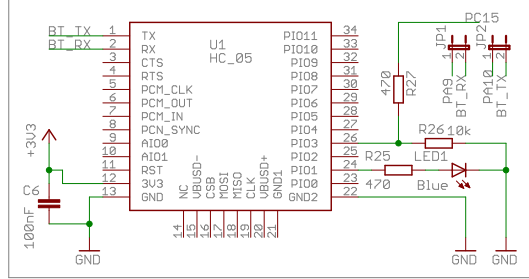 BT_TX
BT_RX
U1
HC_05
1 TX
2 RX
3 CTS
4 RTS
5 PCM_CLK
6 PCM_OUT
7 PCM_IN
8 PCN_SYNC
9 AIO0
10 AIO1
11 RST
12 3V3
13 GND
PIO11 34
PIO10 33
PIO9 32
PIO8 31
PIO7 30
PIO6 29
PIO5 28
PIO4 27
PIO3 26
PIO2 25
PIO1 24
PIO0 23
GND2 22
NC 14
VBUSD- 15
CSB 16
MOSI 17
MISO 18
CLK 19
VBUSD+ 20
GND1 21
+3V3
C6
100nF
GND
470
R27
PC15
JP1
JP2
1 2
1 2
PA9
BT_RX
PA10
BT_TX
R26 10k
R25
470
LED1
Blue
GND
GND